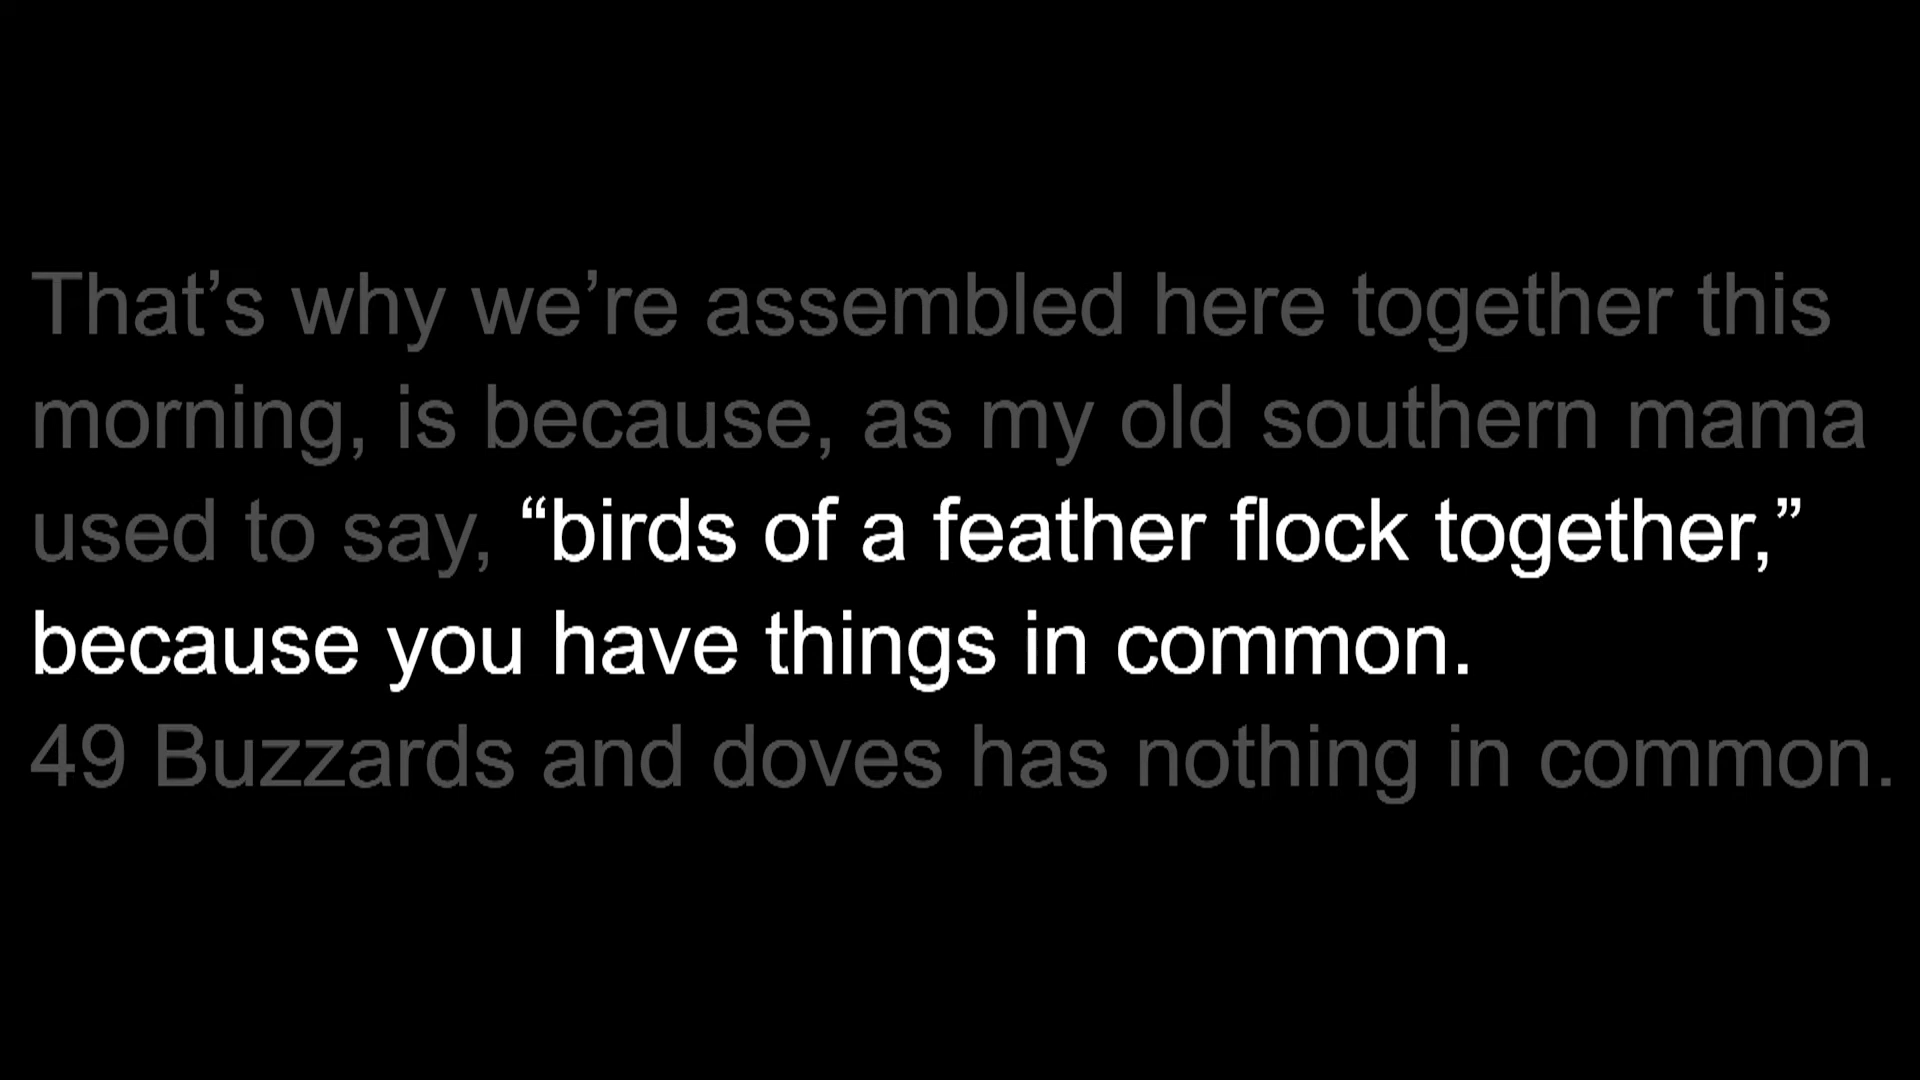 That’s why we’re assembled here together this
morning, is because, as my old southern mama
used to say, “birds of a feather flock together,”
because you have things in common.
49 Buzzards and doves has nothing in common.